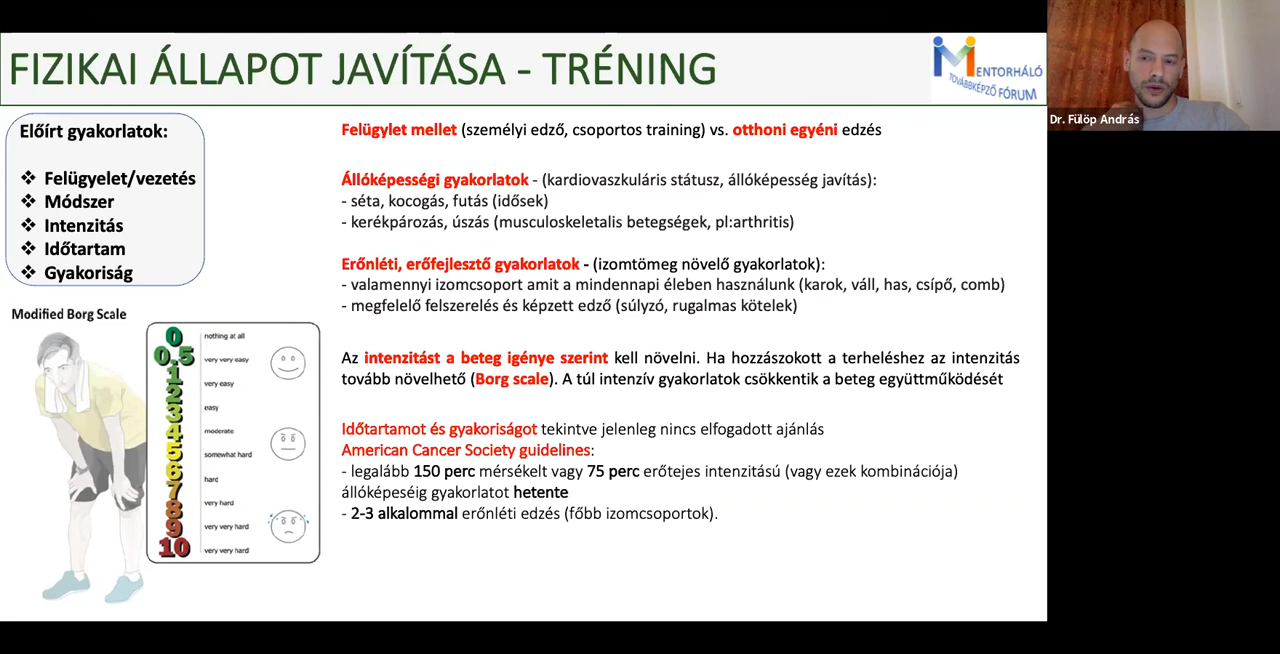 FIZIKAI ÁLLAPOT JAVÍTÁSA - TRÉNING
MENTORHÁLÓ
TOVÁBBKÉPZŐ FÓRUM
Dr. Fülöp András
Előírt gyakorlatok:
❖ Felügyelet/vezetés
❖ Módszer
❖ Intenzitás
❖ Időtartam
❖ Gyakoriság
Modified Borg Scale
0 nothing at all
0.5 very very easy
1 very easy
2
3 easy
4 moderate
5 somewhat hard
6
7 hard
8 very hard
9 very very hard
10 very very hard
Felügylet mellet (személyi edző, csoportos training) vs. otthoni egyéni edzés
Állóképességi gyakorlatok - (kardiovaszkuláris státusz, állóképesség javítás):
- séta, kocogás, futás (idősek)
- kerékpározás, úszás (musculoskeletalis betegségek, pl:arthritis)
Erőnléti, erőfejlesztő gyakorlatok - (izomtömeg növelő gyakorlatok):
- valamennyi izomcsoport amit a mindennapi éleben használunk (karok, váll, has, csípő, comb)
- megfelelő felszerelés és képzett edző (súlyzó, rugalmas kötelek)
Az intenzitást a beteg igénye szerint kell növelni. Ha hozzászokott a terheléshez az intenzitás
tovább növelhető (Borg scale). A túl intenzív gyakorlatok csökkentik a beteg együttműködését
Időtartamot és gyakoriságot tekintve jelenleg nincs elfogadott ajánlás
American Cancer Society guidelines:
- legalább 150 perc mérsékelt vagy 75 perc erőtejes intenzitású (vagy ezek kombinációja)
állóképeséig gyakorlatot hetente
- 2-3 alkalommal erőnléti edzés (főbb izomcsoportok).